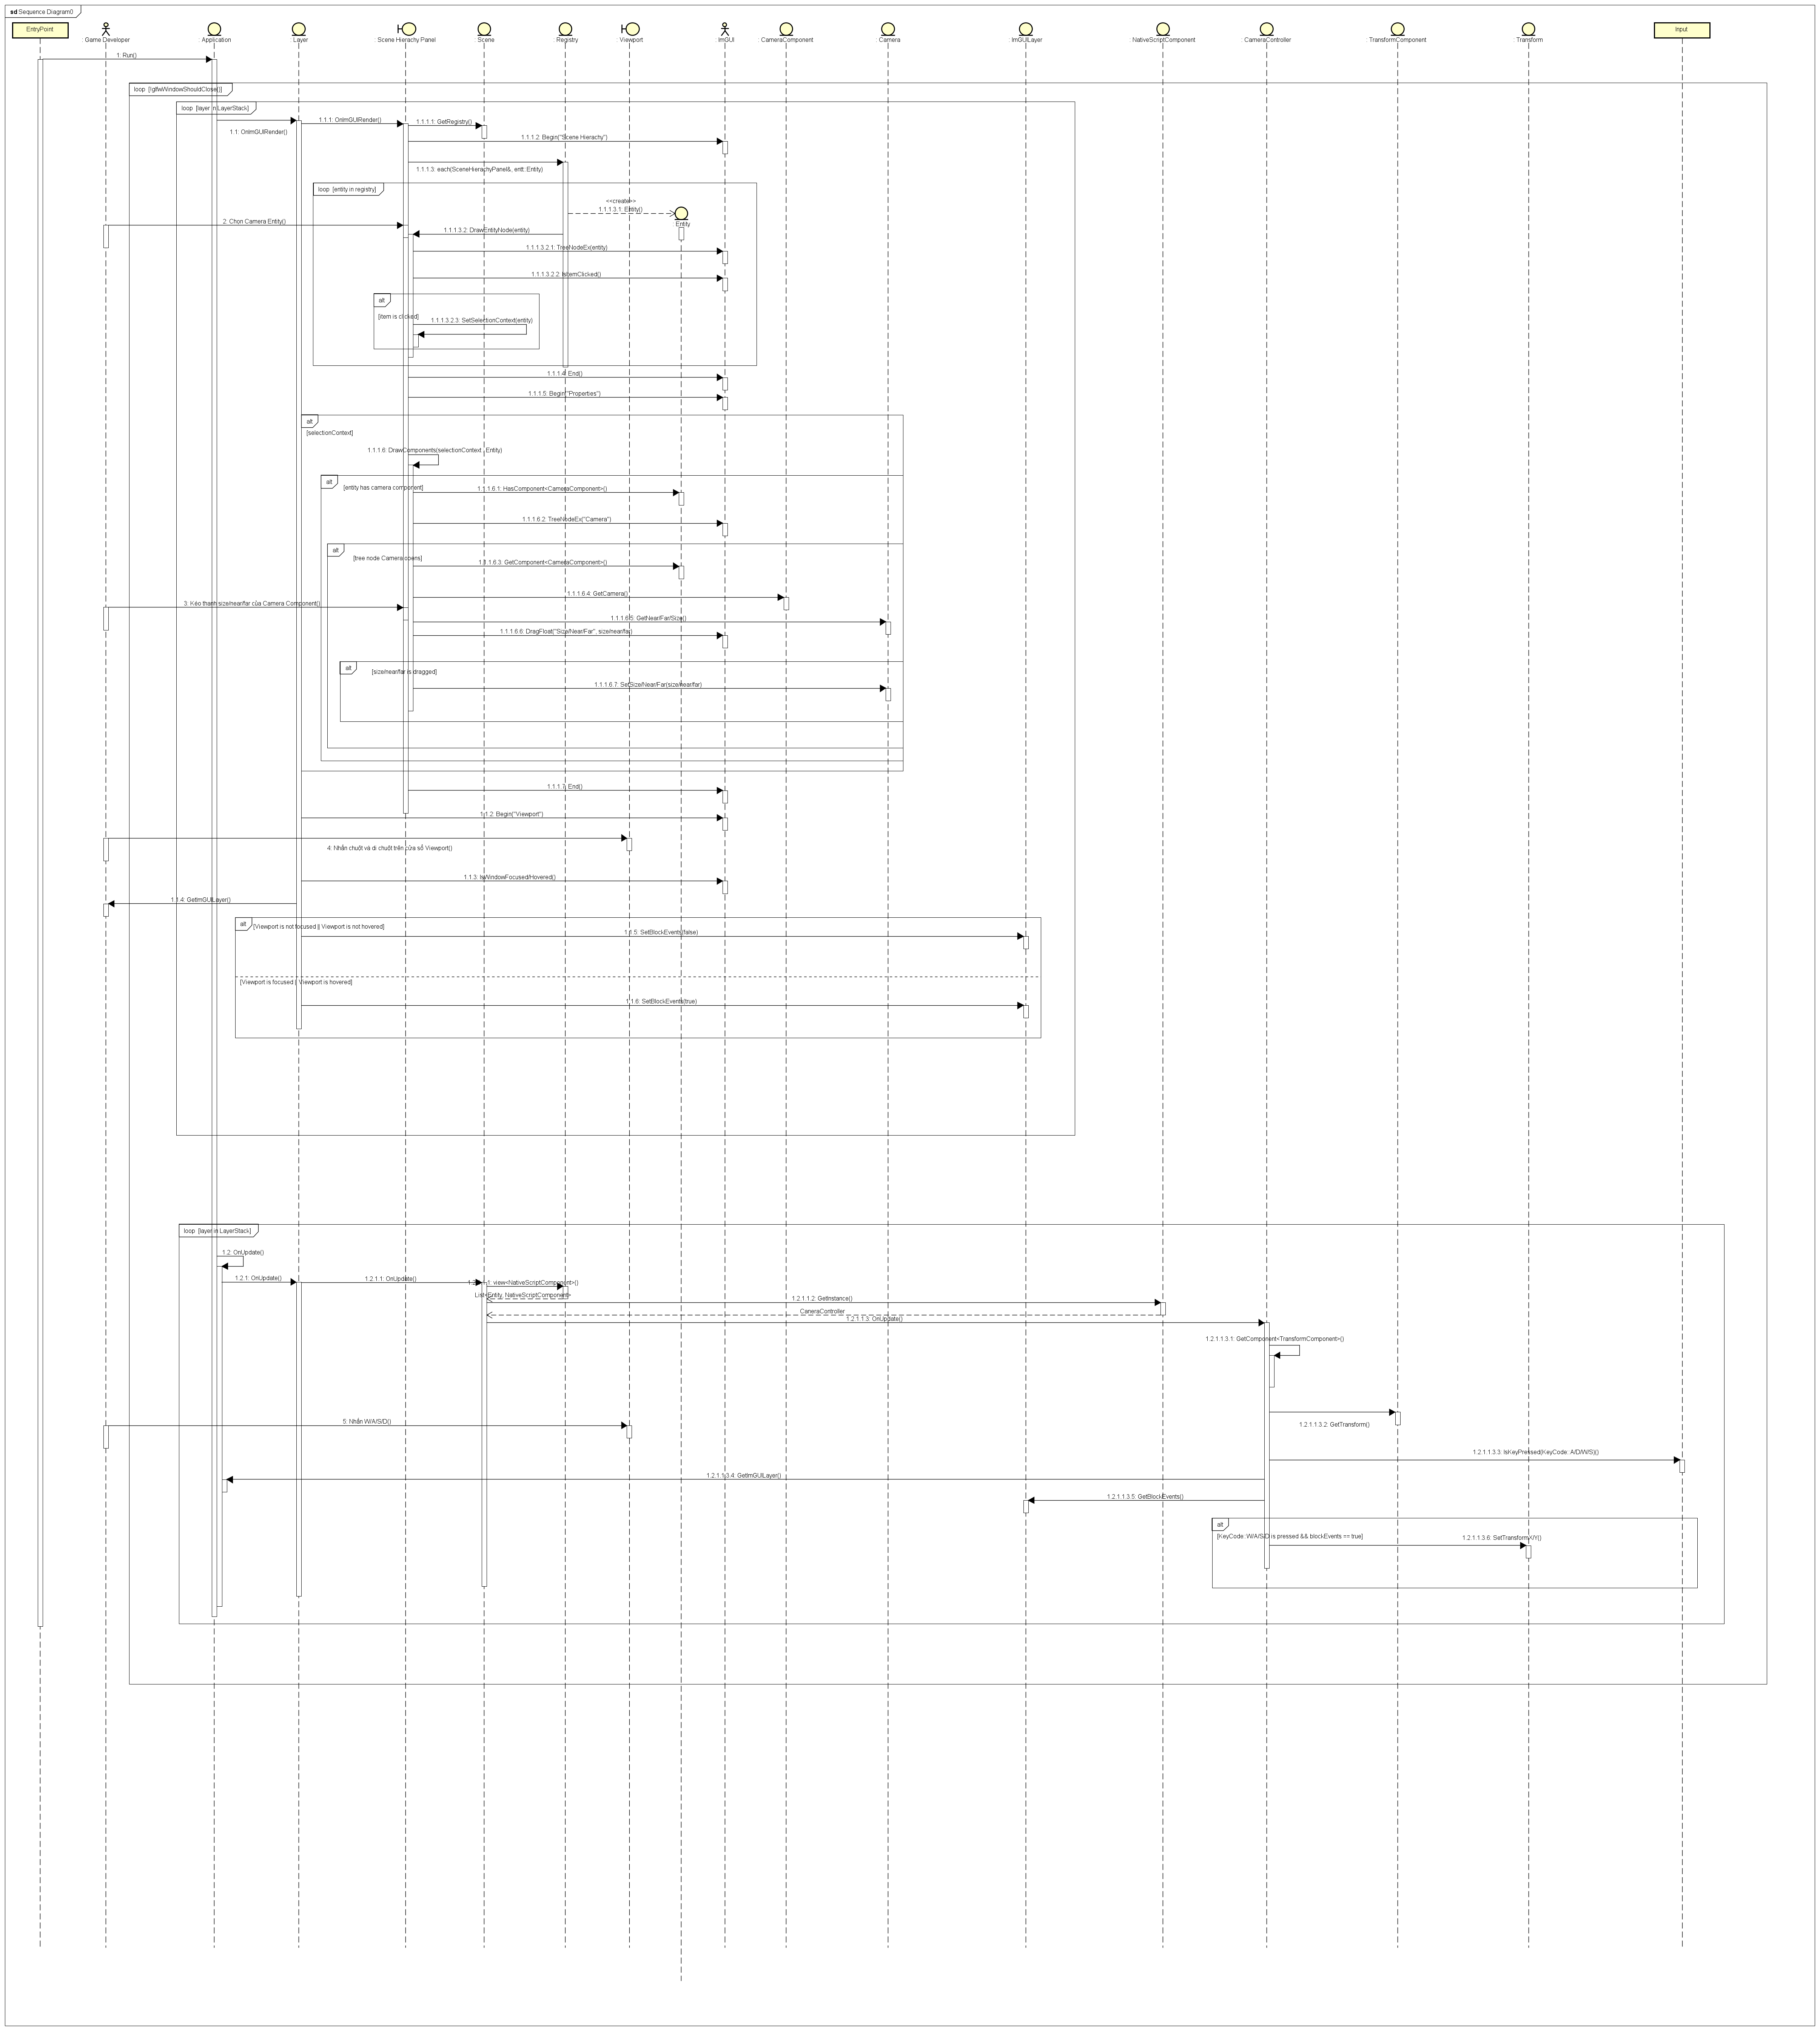 sd Sequence Diagram0
EntryPoint
: Game Developer
: Application
: Layer
: Scene Hierachy Panel
: Scene
: Registry
: Viewport
: ImGUI
: CameraComponent
: Camera
: ImGUILayer
: NativeScriptComponent
: CameraController
: TransformComponent
: Transform
Input
1: Run()
loop [!glfwWindowShouldClose()]
loop [layer in LayerStack]
1.1: OnImGUIRender()
1.1.1: OnImGUIRender()
1.1.1.1: GetRegistry()
1.1.1.2: Begin("Scene Hierachy")
1.1.1.3: each(SceneHierachyPanel&, entt::Entity)
loop [entity in registry]
<<create>>
1.1.1.3.1: Entity()
: Entity
2: Chọn Camera Entity()
1.1.1.3.2: DrawEntityNode(entity)
1.1.1.3.2.1: TreeNodeEx(entity)
1.1.1.3.2.2: IsItemClicked()
alt
[item is clicked]
1.1.1.3.2.3: SetSelectionContext(entity)
1.1.1.4: End()
1.1.1.5: Begin("Properties")
alt
[selectionContext]
1.1.1.6: DrawComponents(selectionContext : Entity)
alt
[entity has camera component]
1.1.1.6.1: HasComponent<CameraComponent>()
1.1.1.6.2: TreeNodeEx("Camera")
alt
[tree node Camera opens]
1.1.1.6.3: GetComponent<CameraComponent>()
1.1.1.6.4: GetCamera()
3: Kéo thanh size/near/far của Camera Component()
1.1.1.6.5: GetNear/Far/Size()
1.1.1.6.6: DragFloat("Size/Near/Far", size/near/far)
alt
[size/near/far is dragged]
1.1.1.6.7: SetSize/Near/Far(size/near/far)
1.1.1.7: End()
1.1.2: Begin("Viewport")
4: Nhấn chuột và di chuột trên cửa sổ Viewport()
1.1.3: IsWindowFocused/Hovered()
1.1.4: GetImGUILayer()
alt
[Viewport is not focused || Viewport is not hovered]
1.1.5: SetBlockEvents(false)
[Viewport is focused || Viewport is hovered]
1.1.6: SetBlockEvents(true)
loop [layer in LayerStack]
1.2: OnUpdate()
1.2.1: OnUpdate()
1.2.1.1: OnUpdate()
1.2.1.1.1: view<NativeScriptComponent>()
List<Entity, NativeScriptComponent>
1.2.1.1.2: GetInstance()
CaneraController
1.2.1.1.3: OnUpdate()
1.2.1.1.3.1: GetComponent<TransformComponent>()
5: Nhấn W/A/S/D()
1.2.1.1.3.2: GetTransform()
1.2.1.1.3.3: IsKeyPressed(KeyCode::A/D/W/S)()
1.2.1.1.3.4: GetImGUILayer()
1.2.1.1.3.5: GetBlockEvents()
alt
[KeyCode::W/A/S/D is pressed && blockEvents == true]
1.2.1.1.3.6: SetTransformX/Y()